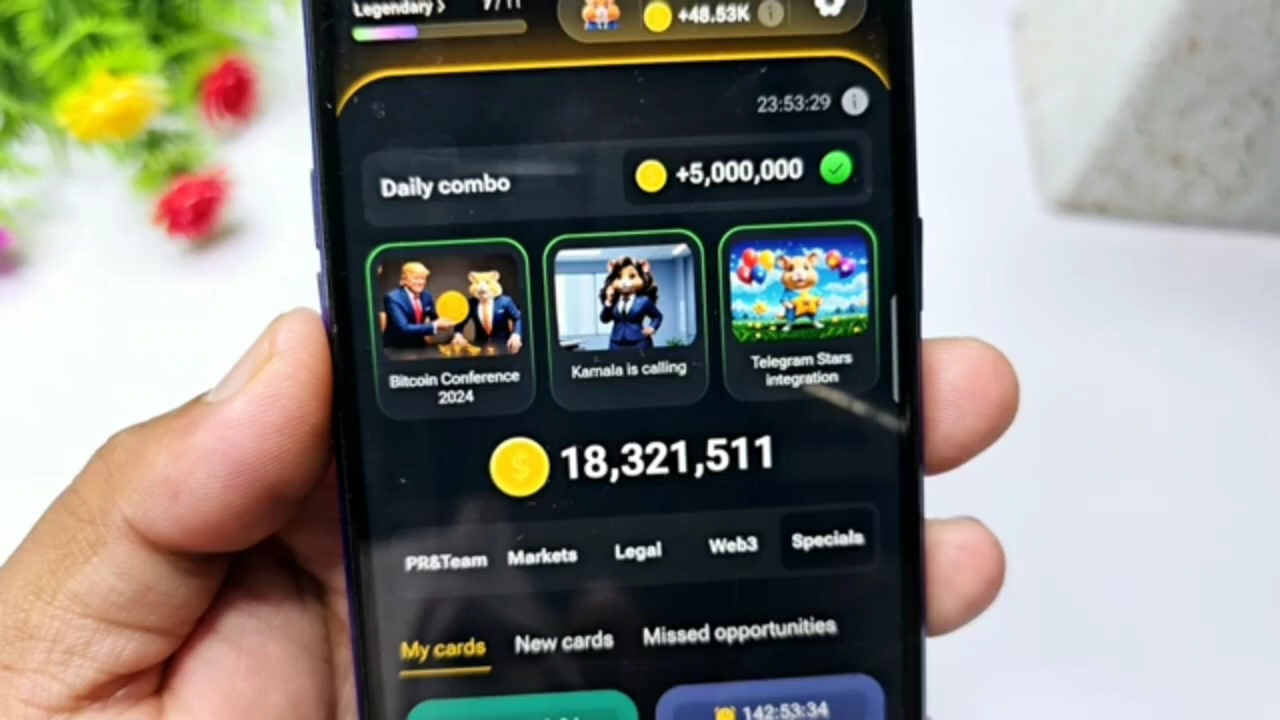 Legendary >
+48.53K
23:53:29
Daily combo
+5,000,000
Bitcoin Conference
2024
Kamala is calling
Telegram Stars
integration
18,321,511
PR&Team
Markets
Legal
Web3
Specials
My cards
New cards
Missed opportunities
142:53:34